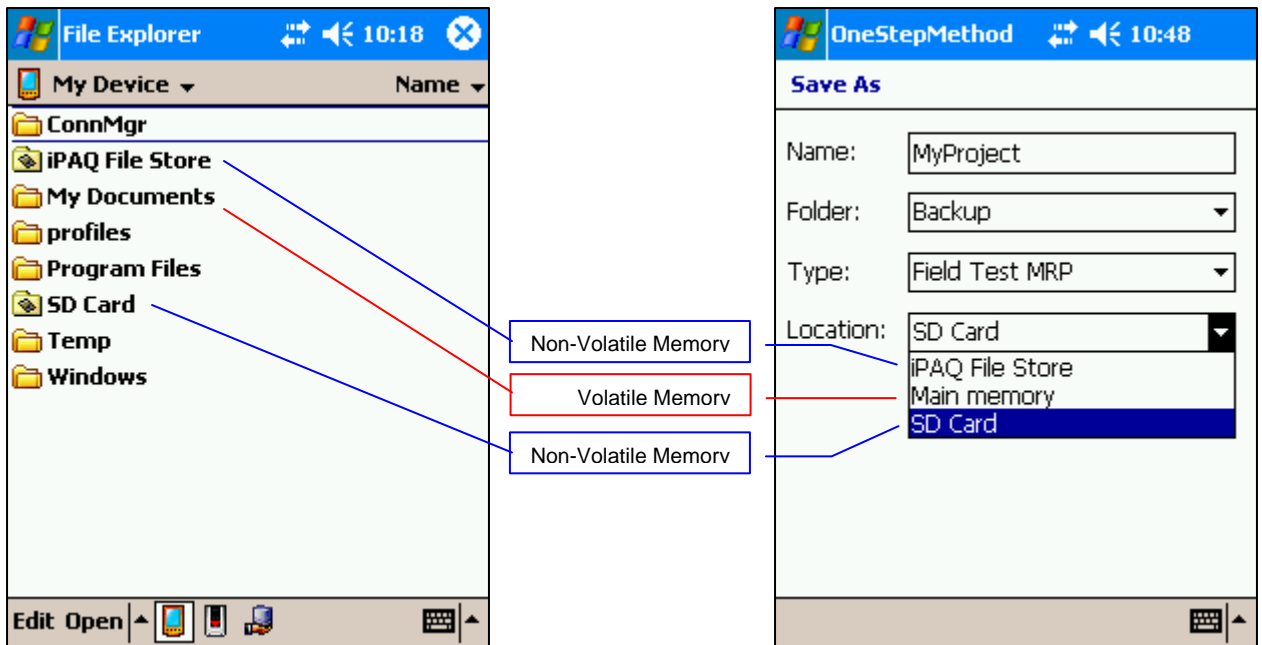 File Explorer 10:18
My Device Name
ConnMgr
iPAQ File Store
My Documents
profiles
Program Files
SD Card
Temp
Windows
Edit Open
Non-Volatile Memory
Volatile Memory
Non-Volatile Memory
OneStepMethod 10:48
Save As
Name: MyProject
Folder: Backup
Type: Field Test MRP
Location: SD Card
iPAQ File Store
Main memory
SD Card